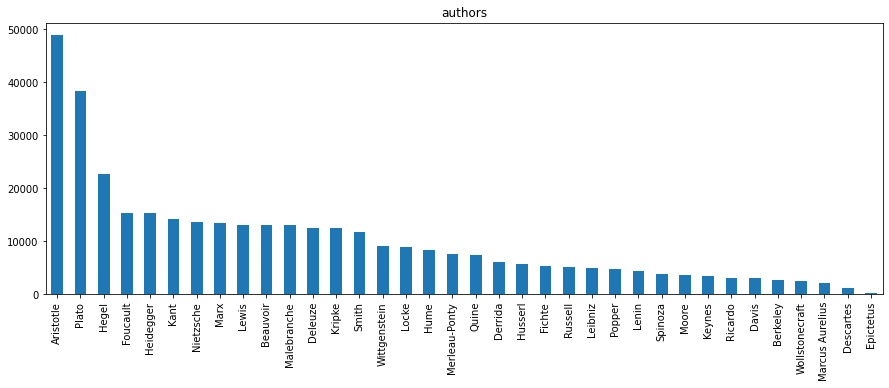 authors
50000
40000
30000
20000
10000
0
Aristotle
Plato
Hegel
Foucault
Heidegger
Kant
Nietzsche
Marx
Lewis
Beauvoir
Malebranche
Deleuze
Kripke
Smith
Wittgenstein
Locke
Hume
Merleau-Ponty
Quine
Derrida
Husserl
Fichte
Russell
Leibniz
Popper
Lenin
Spinoza
Moore
Keynes
Ricardo
Davis
Berkeley
Wollstonecraft
Marcus Aurelius
Descartes
Epictetus